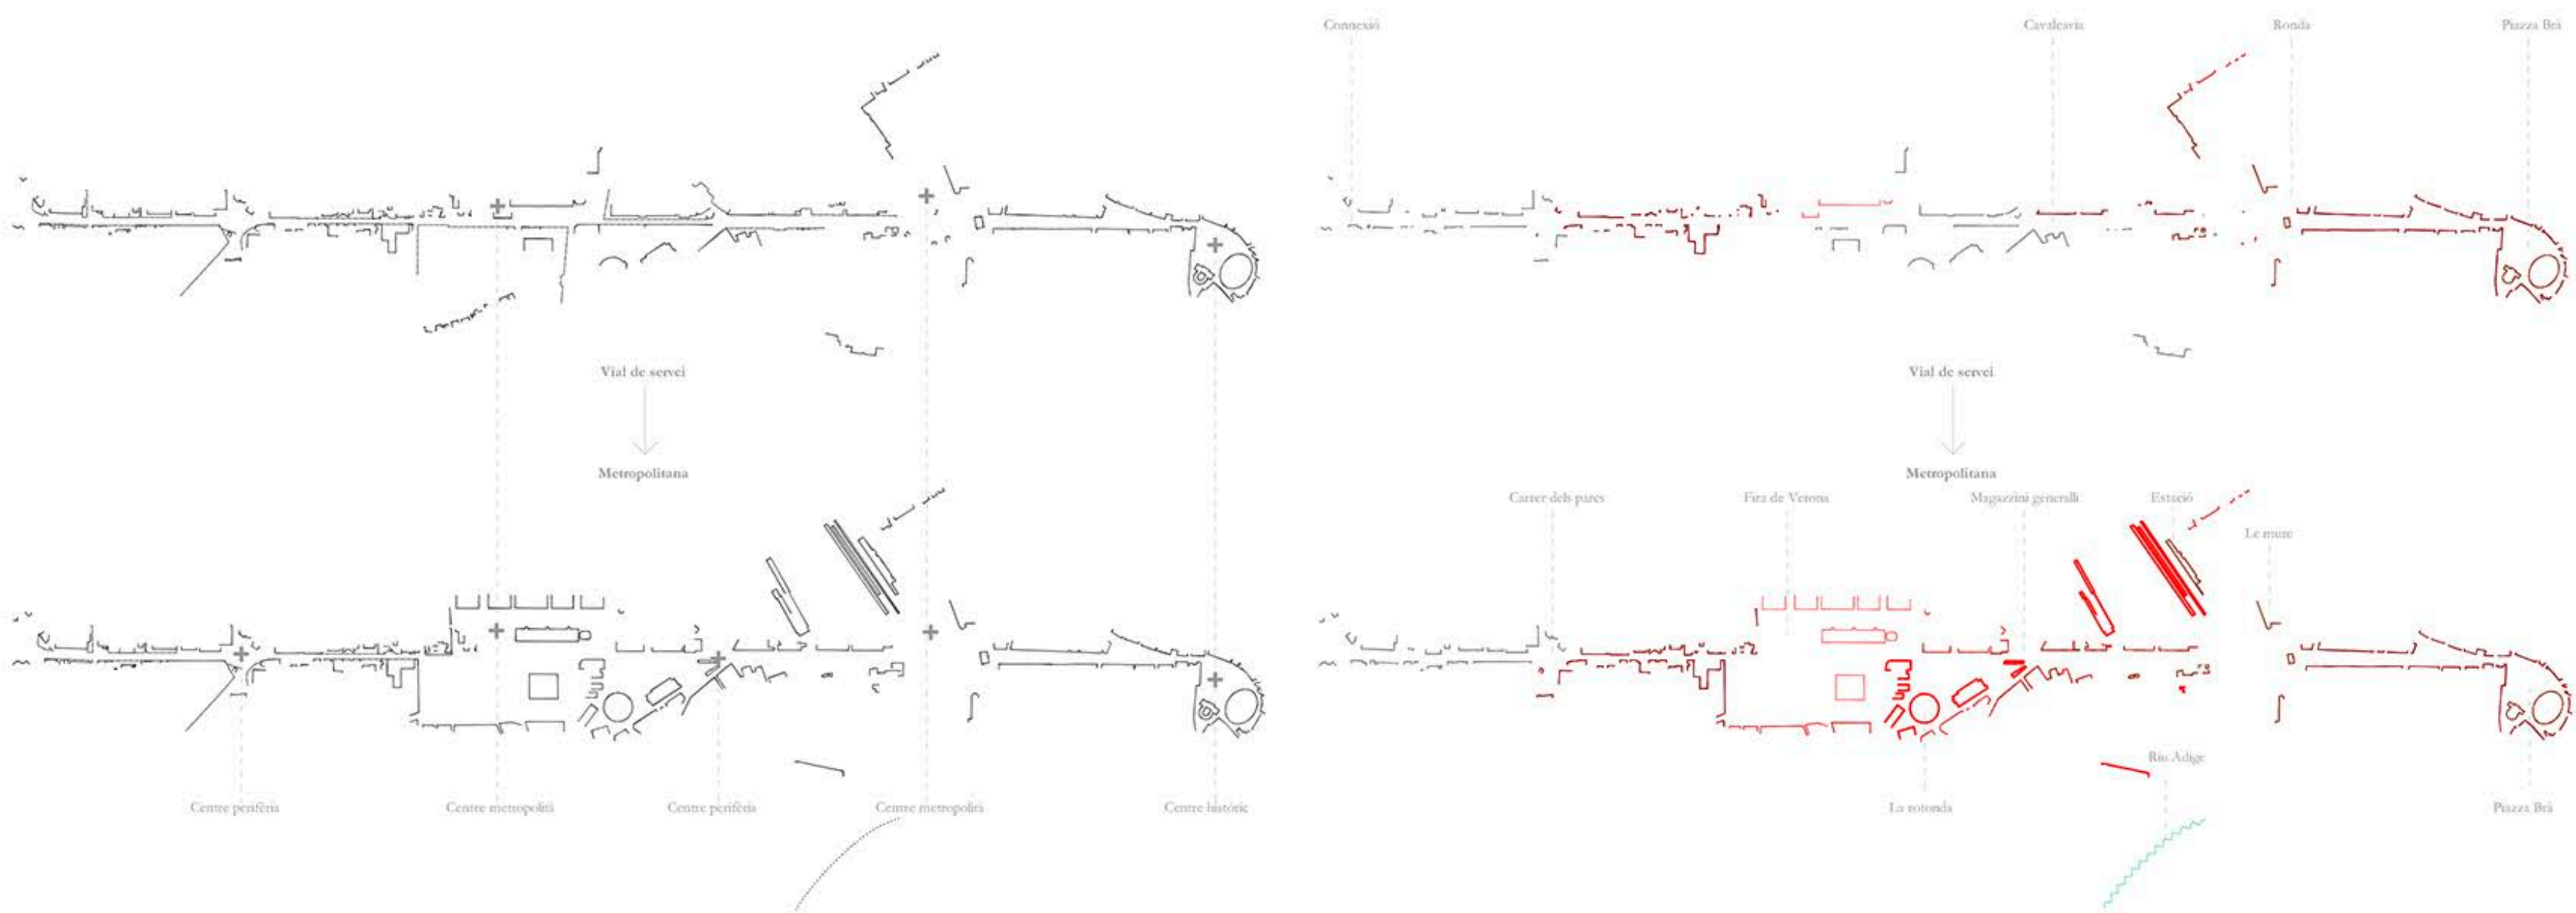 Connexió
Cavalcavia
Ronda
Piazza Brà
Vial de servei
Metropolitana
Centre perifèria
Centre metropolità
Centre perifèria
Centre metropolità
Centre històric
Vial de servei
Metropolitana
Carrer dels parcs
Fira de Verona
Magazzini generalli
Estació
Le mure
Riu Adige
La rotonda
Piazza Brà